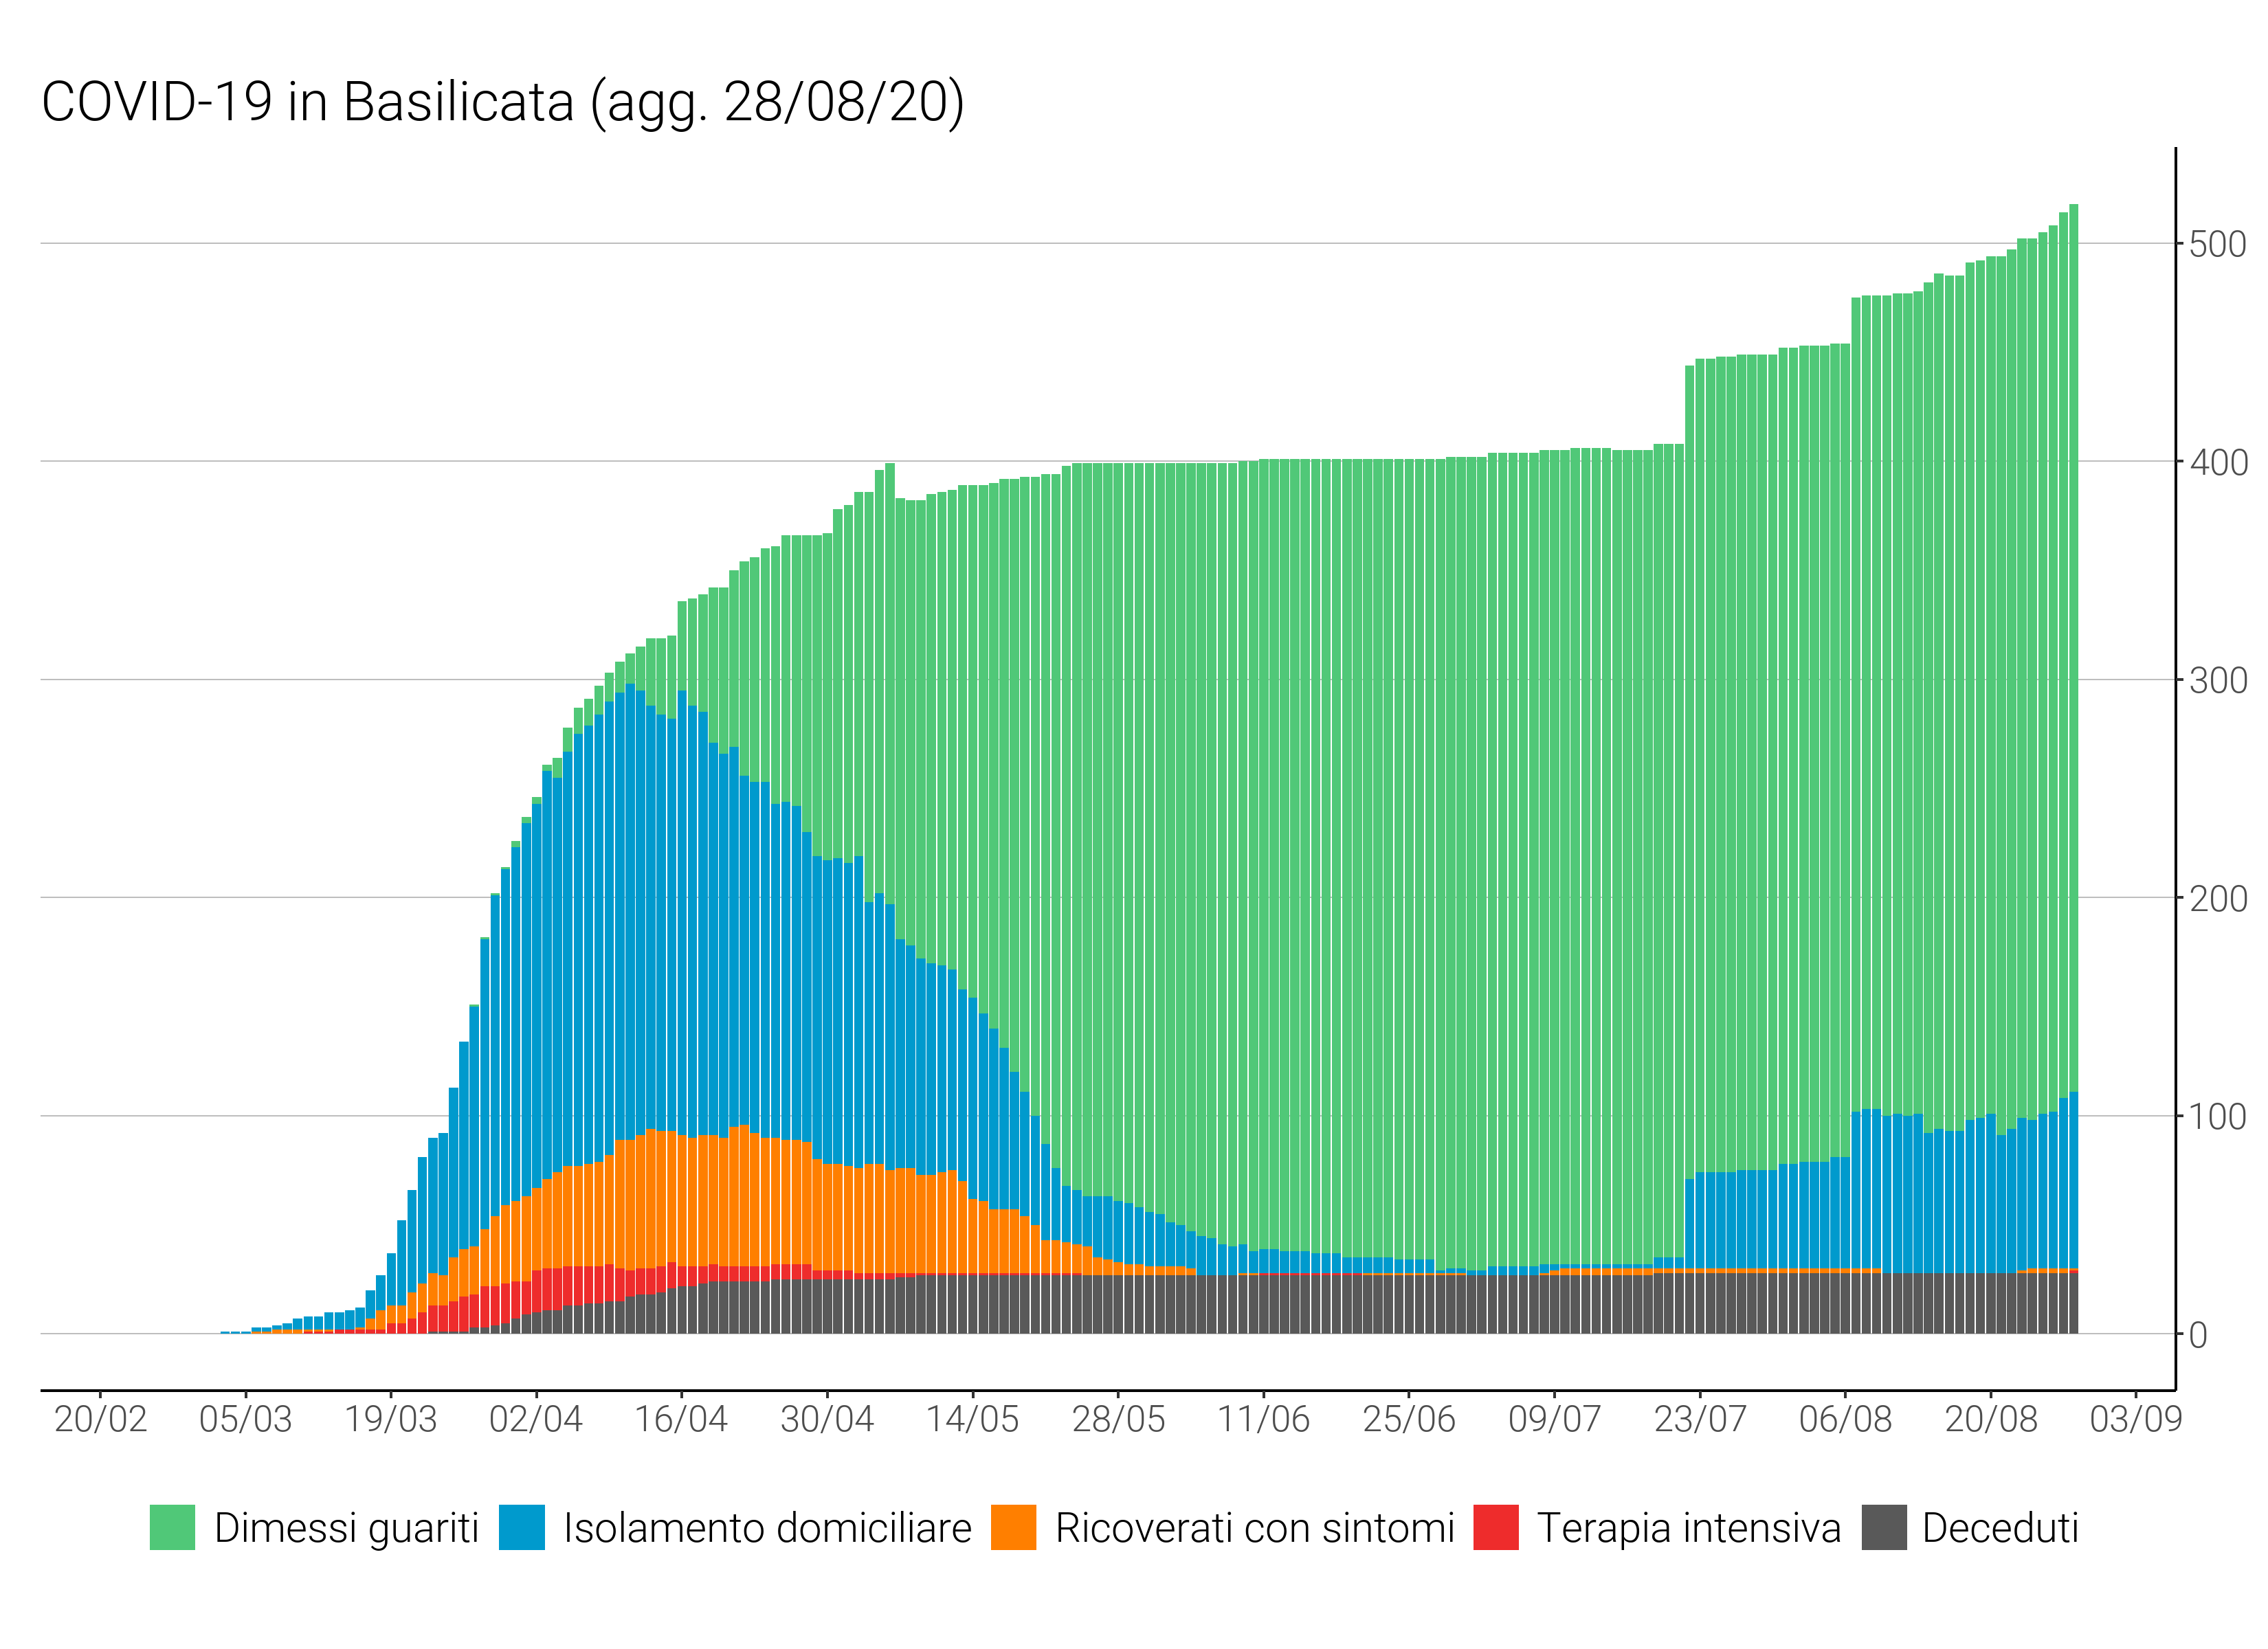 COVID-19 in Basilicata (agg. 28/08/20)
500
400
300
200
100
0
20/02 05/03 19/03 02/04 16/04 30/04 14/05 28/05 11/06 25/06 09/07 23/07 06/08 20/08 03/09
Dimessi guariti Isolamento domiciliare Ricoverati con sintomi Terapia intensiva Deceduti